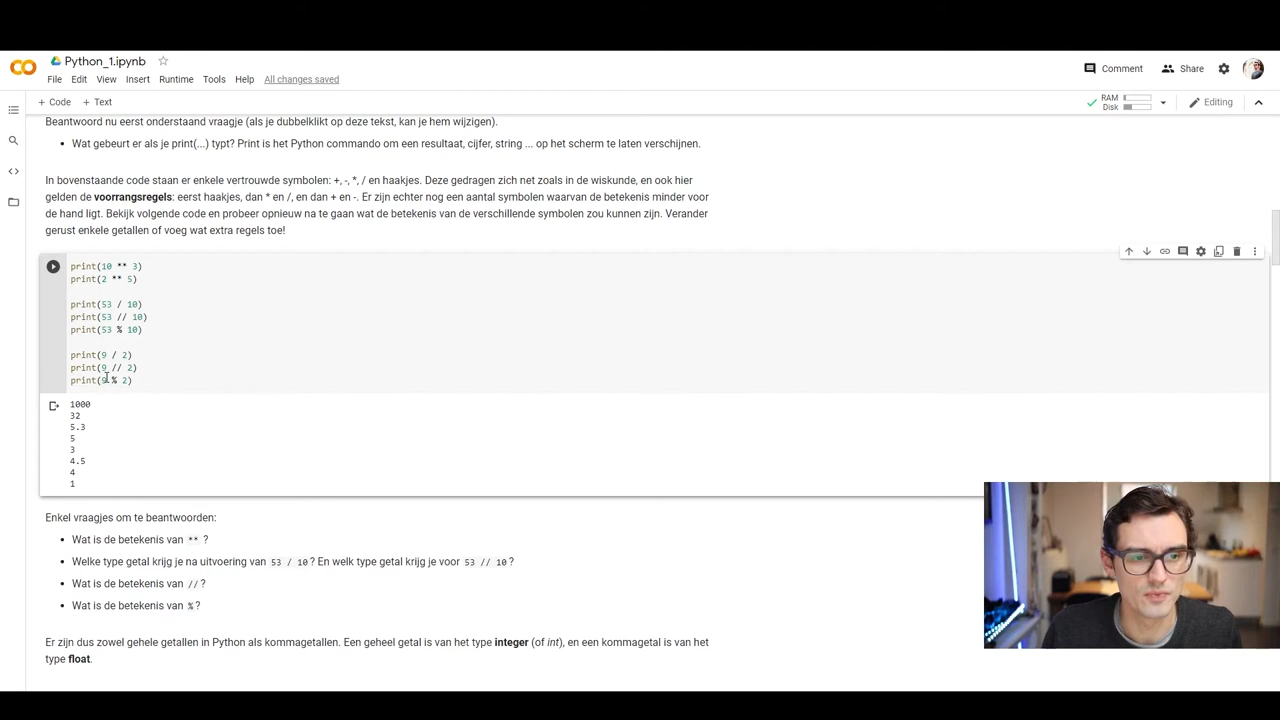 Python_1.ipynb
File Edit View Insert Runtime Tools Help All changes saved
Comment Share
+ Code + Text
RAM
Disk
Editing
Beantwoord nu eerst onderstaand vraagje (als je dubbelklikt op deze tekst, kan je hem wijzigen).
• Wat gebeurt er als je print(...) typt? Print is het Python commando om een resultaat, cijfer, string ... op het scherm te laten verschijnen.
In bovenstaande code staan er enkele vertrouwde symbolen: +, -, *, / en haakjes. Deze gedragen zich net zoals in de wiskunde, en ook hier
gelden de voorrangsregels: eerst haakjes, dan * en /, en dan + en -. Er zijn echter nog een aantal symbolen waarvan de betekenis minder voor
de hand ligt. Bekijk volgende code en probeer opnieuw na te gaan wat de betekenis van de verschillende symbolen zou kunnen zijn. Verander
gerust enkele getallen of voeg wat extra regels toe!
print(10 ** 3)
print(2 ** 5)
print(53 / 10)
print(53 // 10)
print(53 % 10)
print(9 / 2)
print(9 // 2)
print(9 % 2)
1000
32
5.3
5
3
4.5
4
1
Enkel vraagjes om te beantwoorden:
• Wat is de betekenis van ** ?
• Welke type getal krijg je na uitvoering van 53 / 10 ? En welk type getal krijg je voor 53 // 10 ?
• Wat is de betekenis van // ?
• Wat is de betekenis van % ?
Er zijn dus zowel gehele getallen in Python als kommagetallen. Een geheel getal is van het type integer (of int), en een kommagetal is van het
type float.